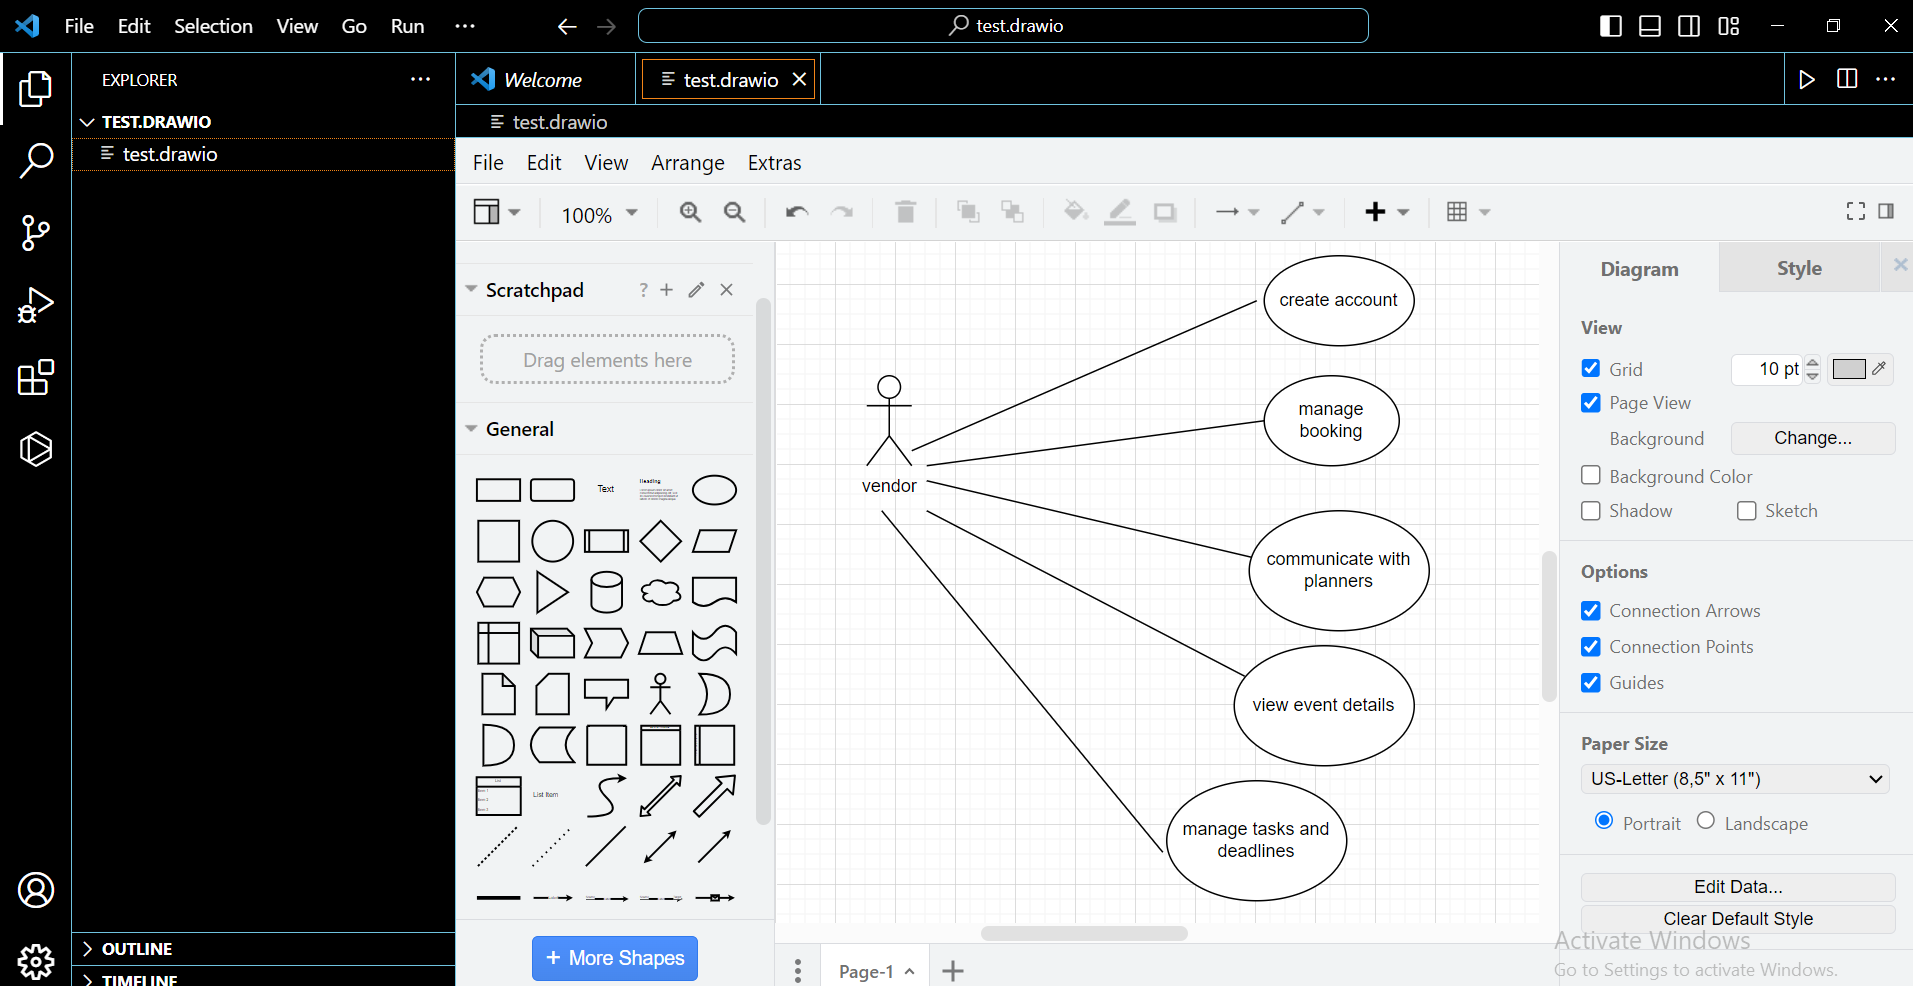 File Edit Selection View Go Run ···
test.drawio
EXPLORER ···
TEST.DRAWIO
test.drawio
OUTLINE
TIMELINE
Welcome
test.drawio
test.drawio
File Edit View Arrange Extras
100%
Scratchpad ?
Drag elements here
General
Text
Heading
List
List Item
+ More Shapes
create account
manage
booking
vendor
communicate with
planners
view event details
manage tasks and
deadlines
Page-1
Diagram Style
View
Grid 10 pt
Page View
Background Change...
Background Color
Shadow Sketch
Options
Connection Arrows
Connection Points
Guides
Paper Size
US-Letter (8,5" x 11")
Portrait Landscape
Edit Data...
Clear Default Style
Activate Windows
Go to Settings to activate Windows.